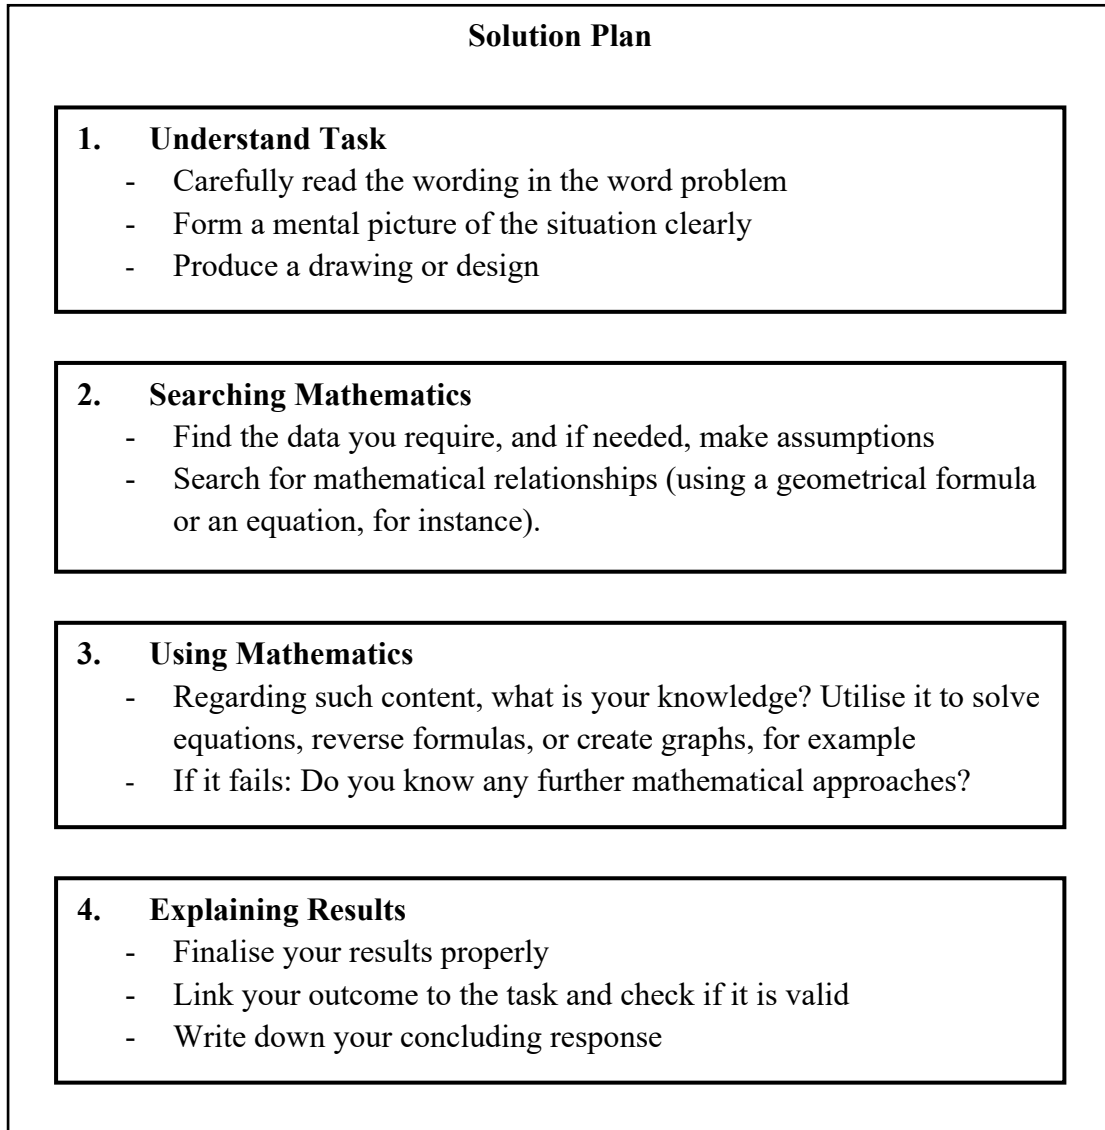 Solution Plan
1. Understand Task
- Carefully read the wording in the word problem
- Form a mental picture of the situation clearly
- Produce a drawing or design
2. Searching Mathematics
- Find the data you require, and if needed, make assumptions
- Search for mathematical relationships (using a geometrical formula
or an equation, for instance).
3. Using Mathematics
- Regarding such content, what is your knowledge? Utilise it to solve
equations, reverse formulas, or create graphs, for example
- If it fails: Do you know any further mathematical approaches?
4. Explaining Results
- Finalise your results properly
- Link your outcome to the task and check if it is valid
- Write down your concluding response